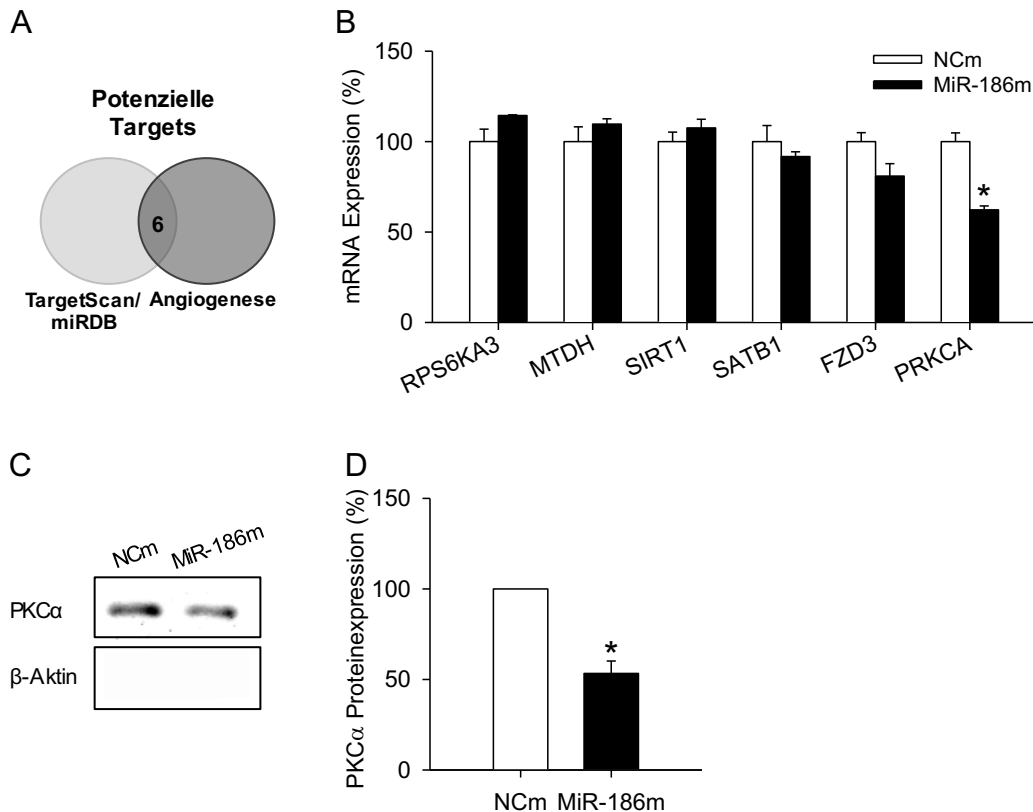 A
Potenzielle
Targets
6
TargetScan/
miRDB
Angiogenese
B
mRNA Expression (%)
150
100
50
0
NCm
MiR-186m
*
RPS6KA3
MTDH
SIRT1
SATB1
FZD3
PRKCA
C
NCm
MiR-186m
PKCα
β-Aktin
D
PKCα Proteinexpression (%)
150
100
50
0
*
NCm
MiR-186m